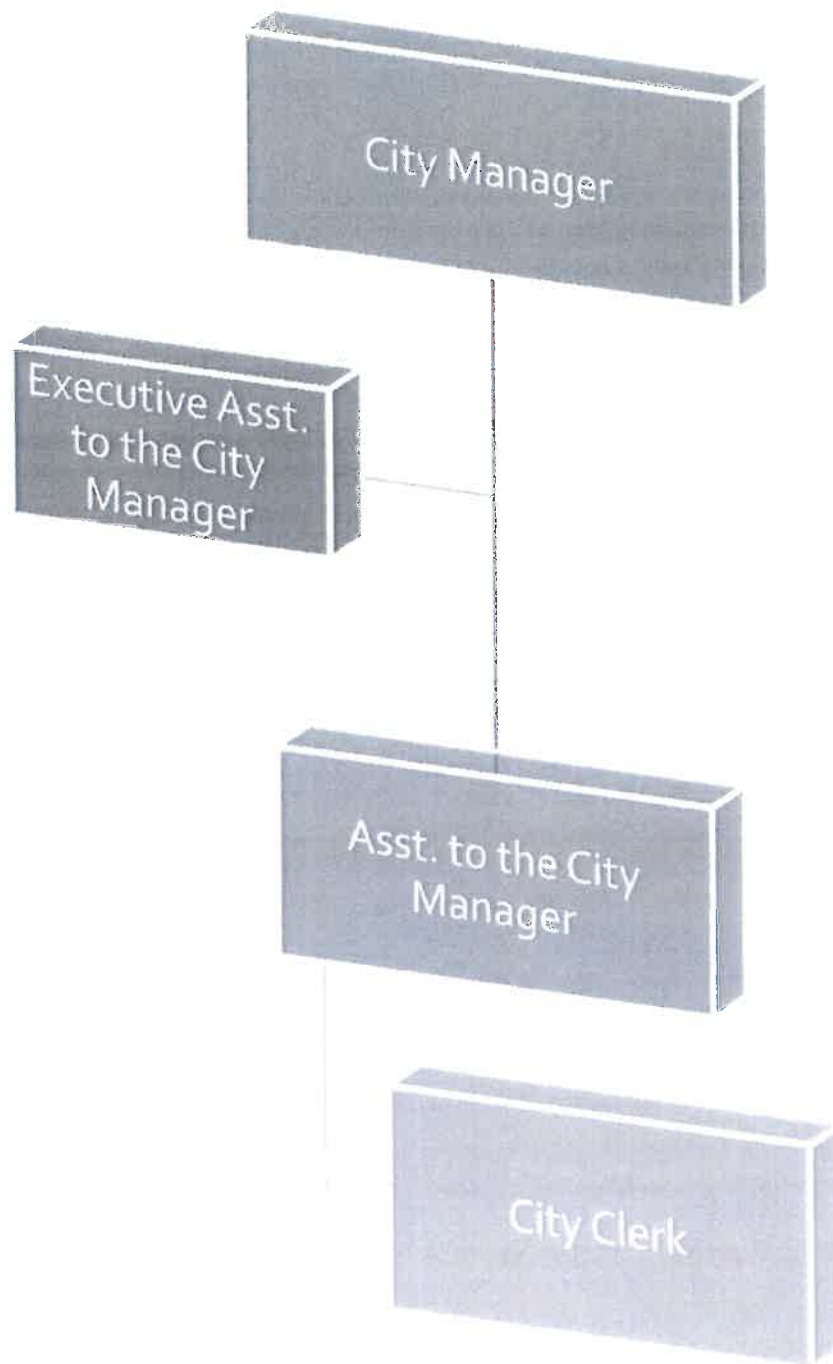 City Manager
Executive Asst.
to the City
Manager
Asst. to the City
Manager
City Clerk